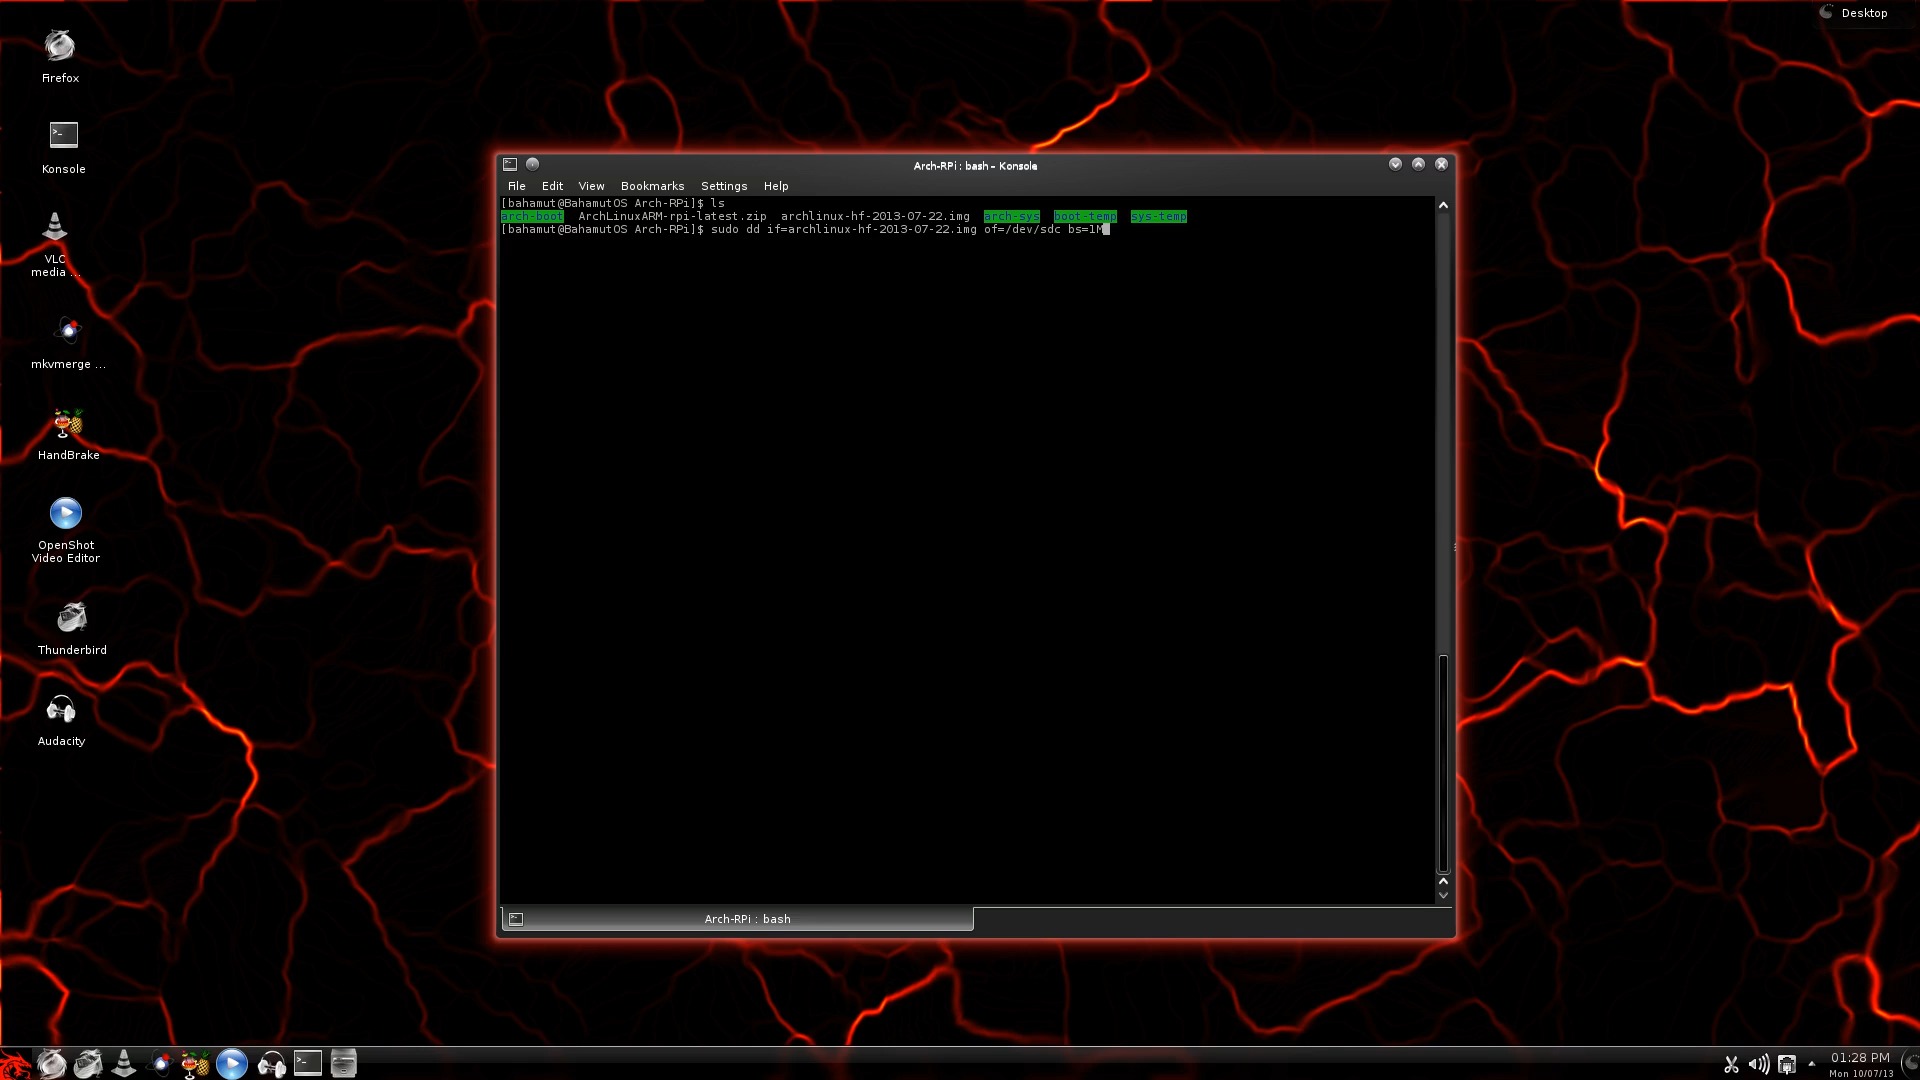 Desktop
Firefox
Konsole
VLC
media ...
mkvmerge ...
HandBrake
OpenShot
Video Editor
Thunderbird
Audacity
Arch-RPi : bash – Konsole
File Edit View Bookmarks Settings Help
[bahamut@BahamutOS Arch-RPi]$ ls
arch-boot ArchLinuxARM-rpi-latest.zip archlinux-hf-2013-07-22.img arch-sys boot-temp sys-temp
[bahamut@BahamutOS Arch-RPi]$ sudo dd if=archlinux-hf-2013-07-22.img of=/dev/sdc bs=1M
Arch-RPi : bash
01:28 PM
Mon 10/07/13